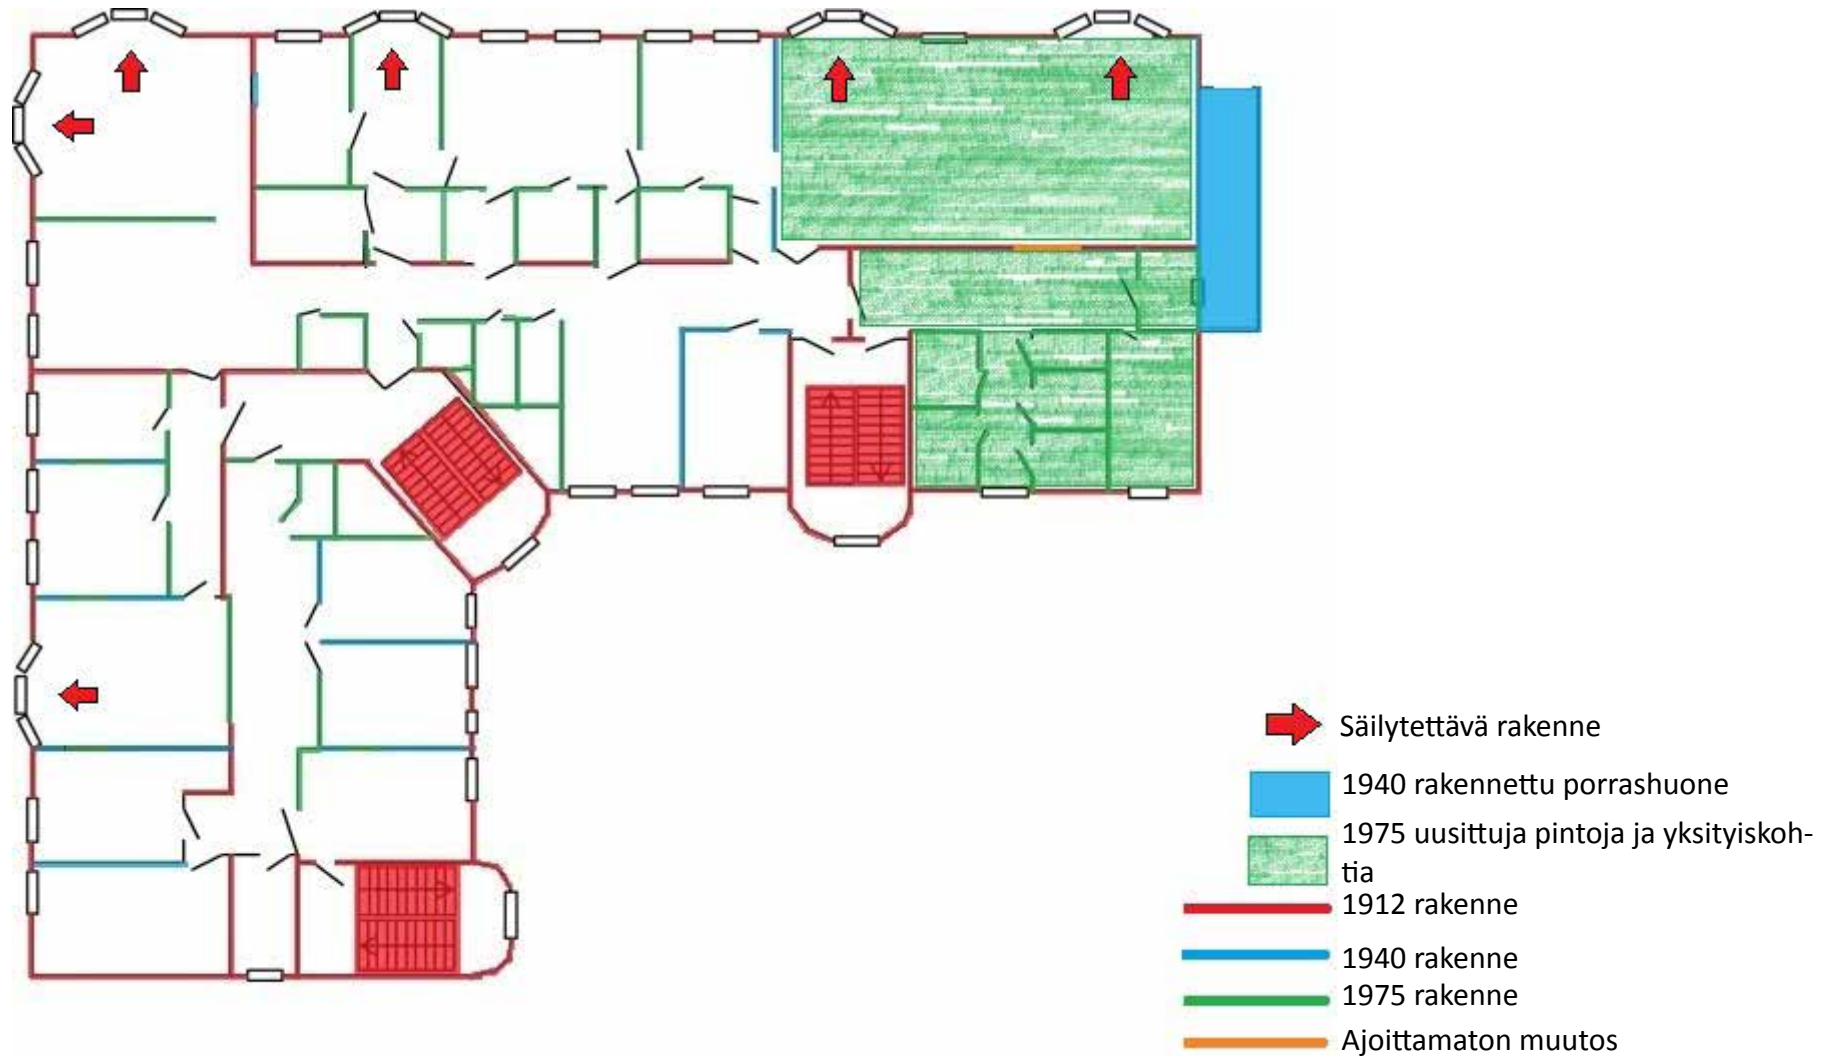 Säilytettävä rakenne
1940 rakennettu porrashuone
1975 uusittuja pintoja ja yksityiskoh-
tia
1912 rakenne
1940 rakenne
1975 rakenne
Ajoittamaton muutos